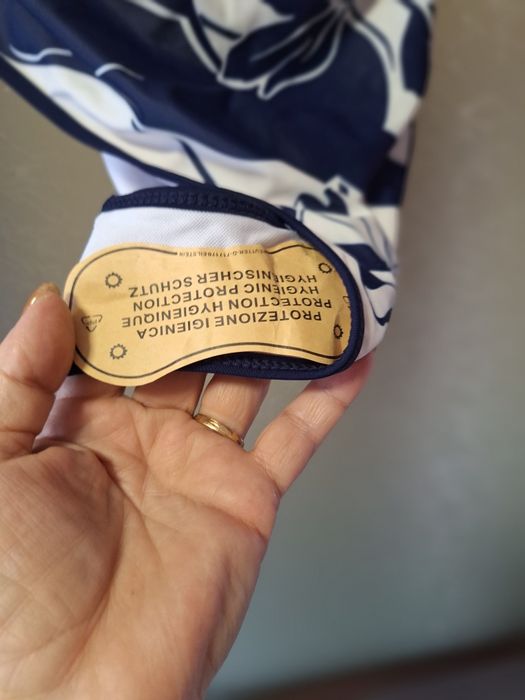 PROTEZIONE IGIENICA
PROTECTION HYGIENIQUE
HYGIENIC PROTECTION
HYGIENISCHER SCHUTZ